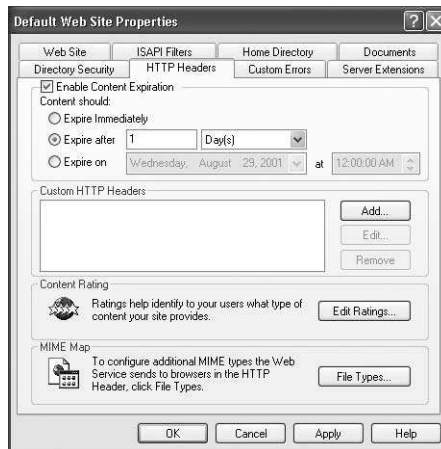 Default Web Site Properties
Web Site ISAPI Filters Home Directory Documents
Directory Security HTTP Headers Custom Errors Server Extensions
Enable Content Expiration
Content should:
Expire Immediately
Expire after 1 Day(s)
Expire on Wednesday, August 29, 2001 at 12:00:00 AM
Custom HTTP Headers
Add...
Edit...
Remove
Content Rating
Ratings help identify to your users what type of
content your site provides.
Edit Ratings...
MIME Map
To configure additional MIME types the Web
Service sends to browsers in the HTTP
Header, click File Types.
File Types...
OK Cancel Apply Help